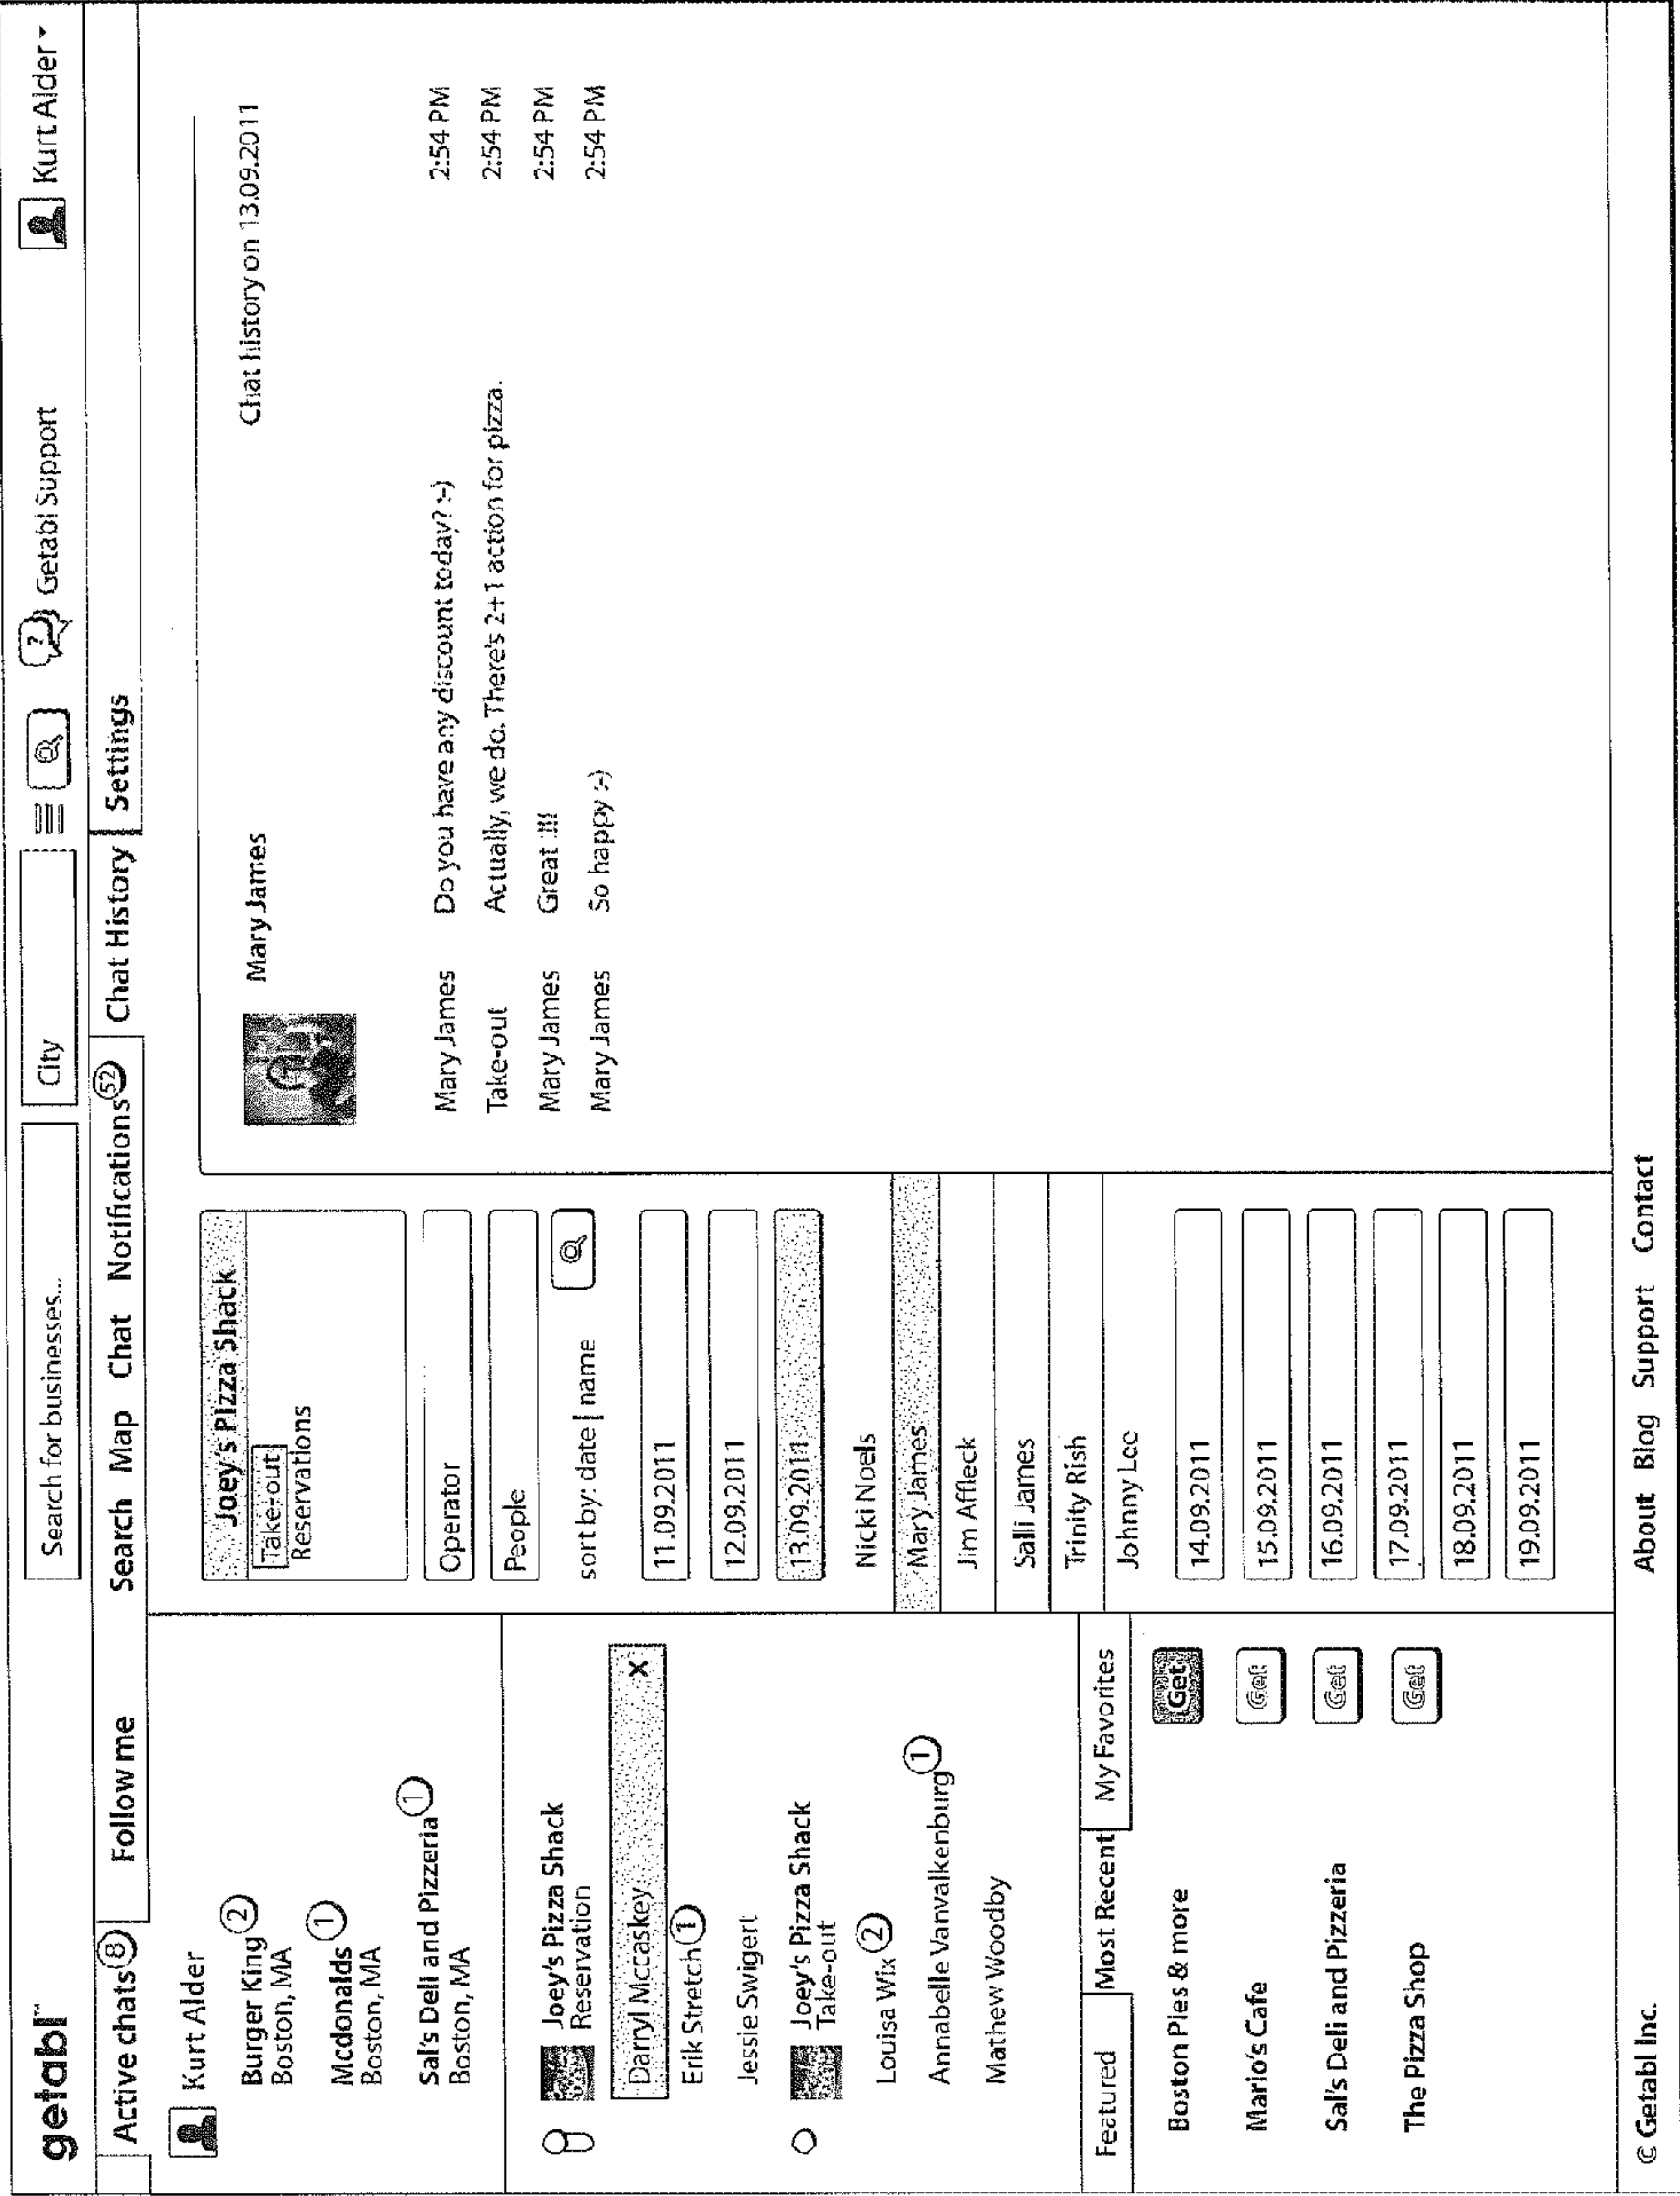 getabl™
Search for businesses...
City
Getabl Support
Kurt Alder
Active chats 8
Follow me
Search Map Chat Notifications 52 Chat History Settings
Kurt Alder
Burger King 2
Boston, MA
Mcdonalds 1
Boston, MA
Sal's Deli and Pizzeria 1
Boston, MA
Joey's Pizza Shack
Reservation
Darryl Mccaskey X
Erik Stretch 1
Jessie Swigert
Joey's Pizza Shack
Take-out
Louisa Wix 2
Annabelle Vanvalkenburg 1
Mathew Woodby
Featured Most Recent My Favorites
Boston Pies & more Get
Mario's Cafe Get
Sal's Deli and Pizzeria Get
The Pizza Shop Get
Joey's Pizza Shack
Take-out
Reservations
Operator
People
sort by: date | name
11.09.2011
12.09.2011
13.09.2011
Nicki Noels
Mary James
Jim Affleck
Salli James
Trinity Rish
Johnny Lee
14.09.2011
15.09.2011
16.09.2011
17.09.2011
18.09.2011
19.09.2011
Mary James
Chat history on 13.09.2011
Mary James Do you have any discount today? :-) 2:54 PM
Take-out Actually, we do. There's 2+1 action for pizza. 2:54 PM
Mary James Great :!!! 2:54 PM
Mary James So happy :-) 2:54 PM
© Getabl Inc.
About Blog Support Contact